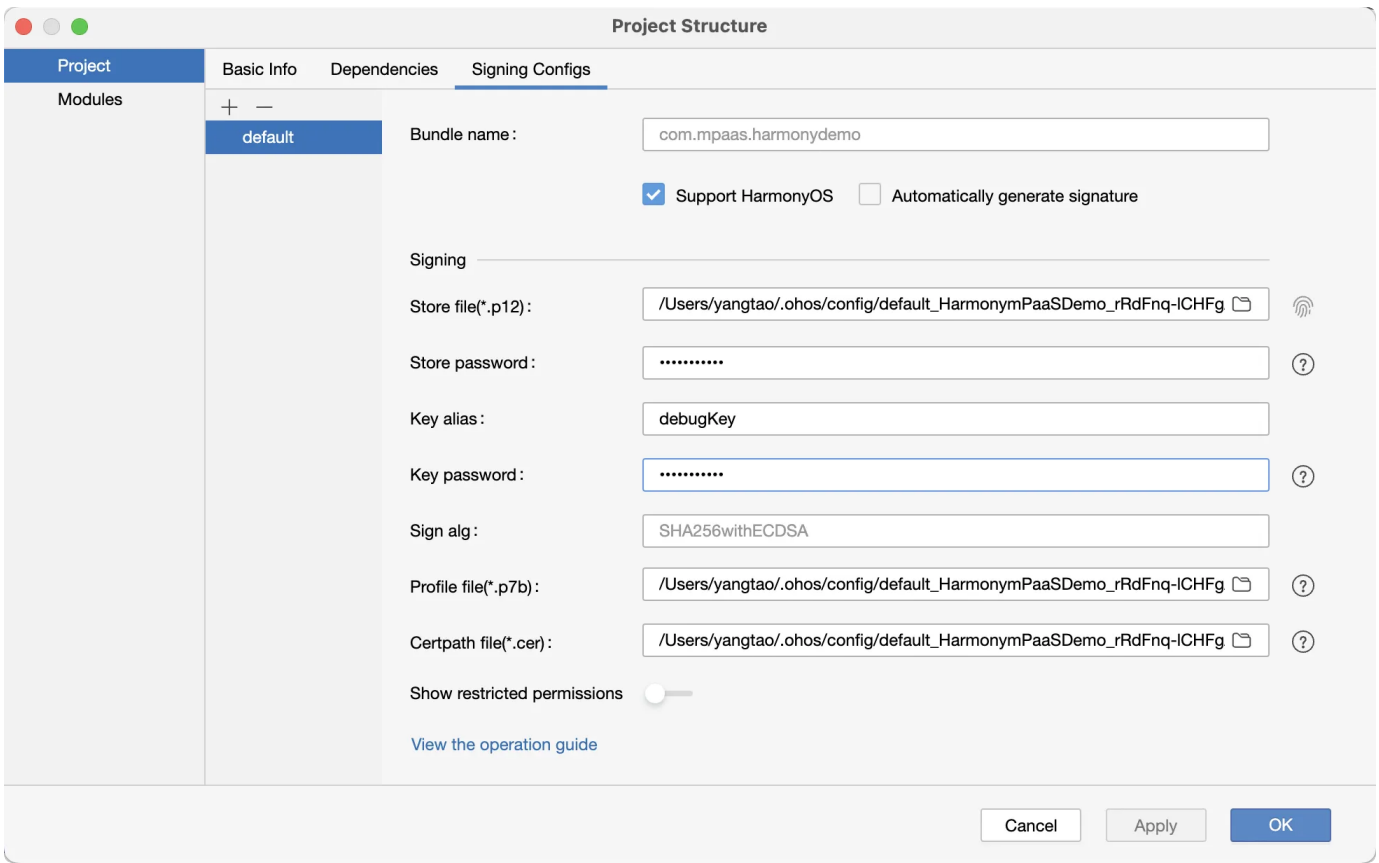 Project Structure
Project
Modules
Basic Info Dependencies Signing Configs
default
Bundle name: com.mpaas.harmonydemo
Support HarmonyOS Automatically generate signature
Signing
Store file(*.p12): /Users/yangtao/.ohos/config/default_HarmonymPaaSDemo_rRdFnq-lCHFg
Store password: •••••••••••
Key alias: debugKey
Key password: •••••••••••
Sign alg: SHA256withECDSA
Profile file(*.p7b): /Users/yangtao/.ohos/config/default_HarmonymPaaSDemo_rRdFnq-lCHFg
Certpath file(*.cer): /Users/yangtao/.ohos/config/default_HarmonymPaaSDemo_rRdFnq-lCHFg
Show restricted permissions
View the operation guide
Cancel Apply OK